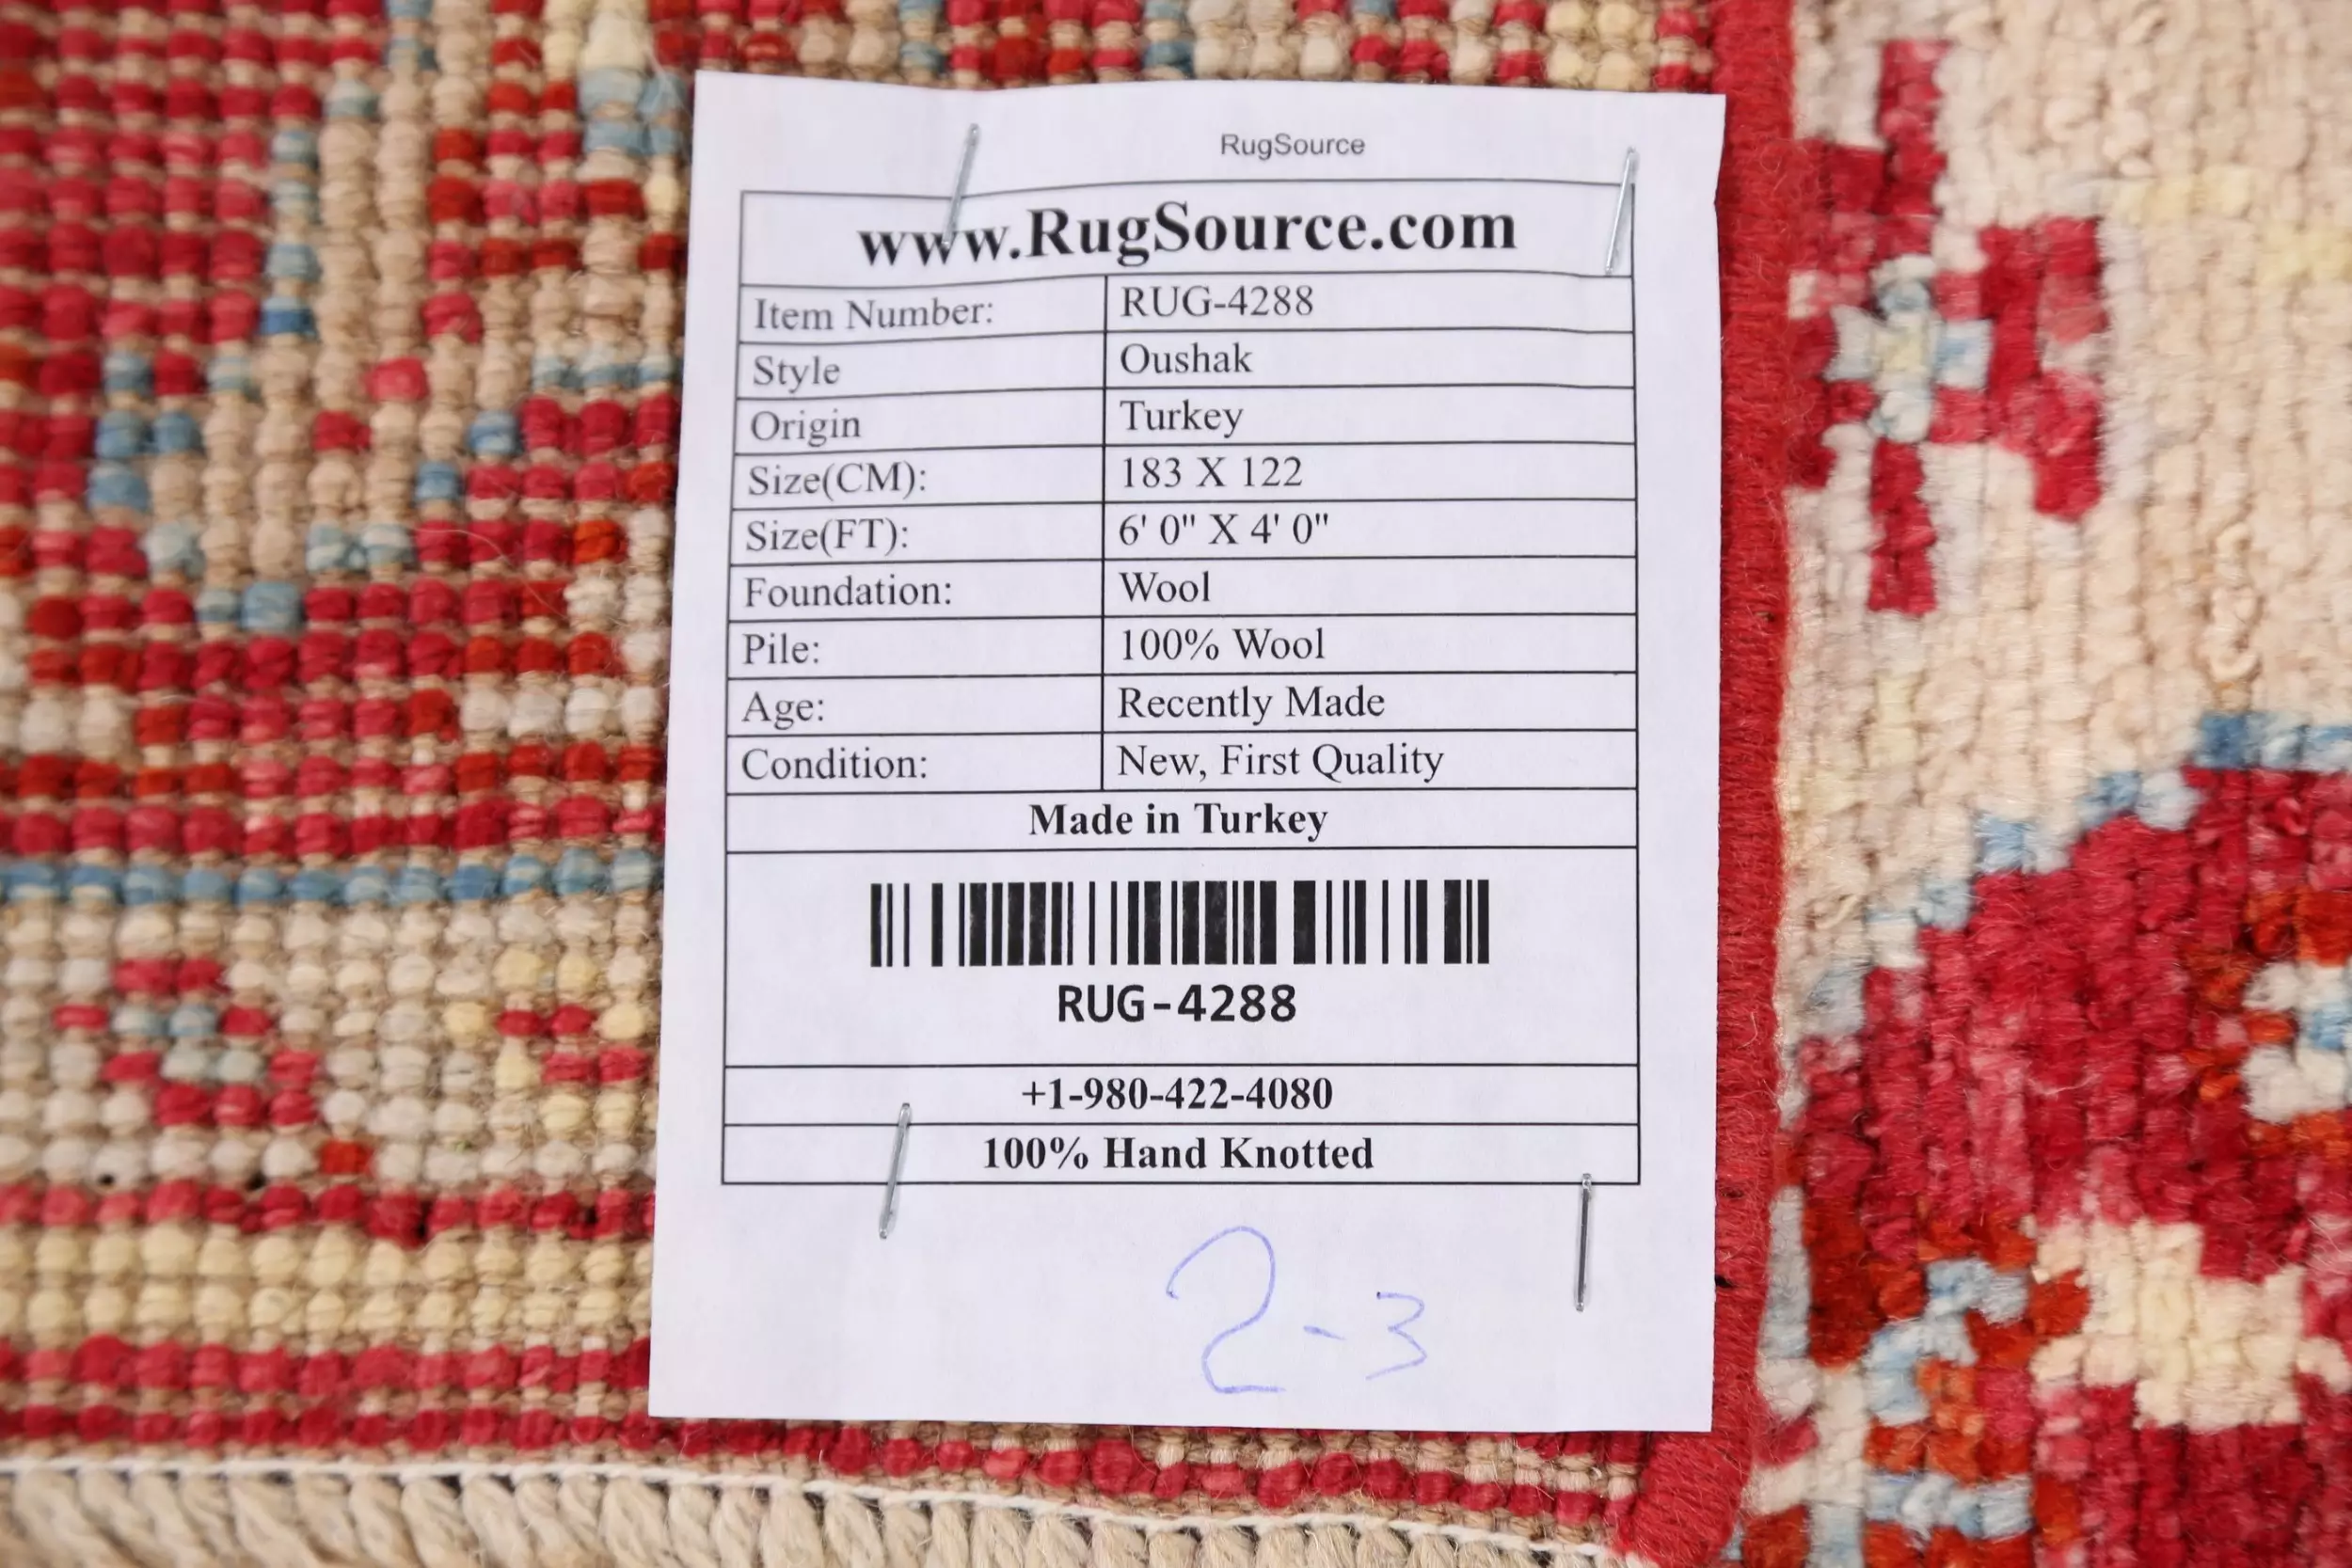 RugSource
www.RugSource.com
Item Number: RUG-4288
Style Oushak
Origin Turkey
Size(CM): 183 X 122
Size(FT): 6' 0" X 4' 0"
Foundation: Wool
Pile: 100% Wool
Age: Recently Made
Condition: New, First Quality
Made in Turkey
RUG-4288
+1-980-422-4080
100% Hand Knotted
2-3